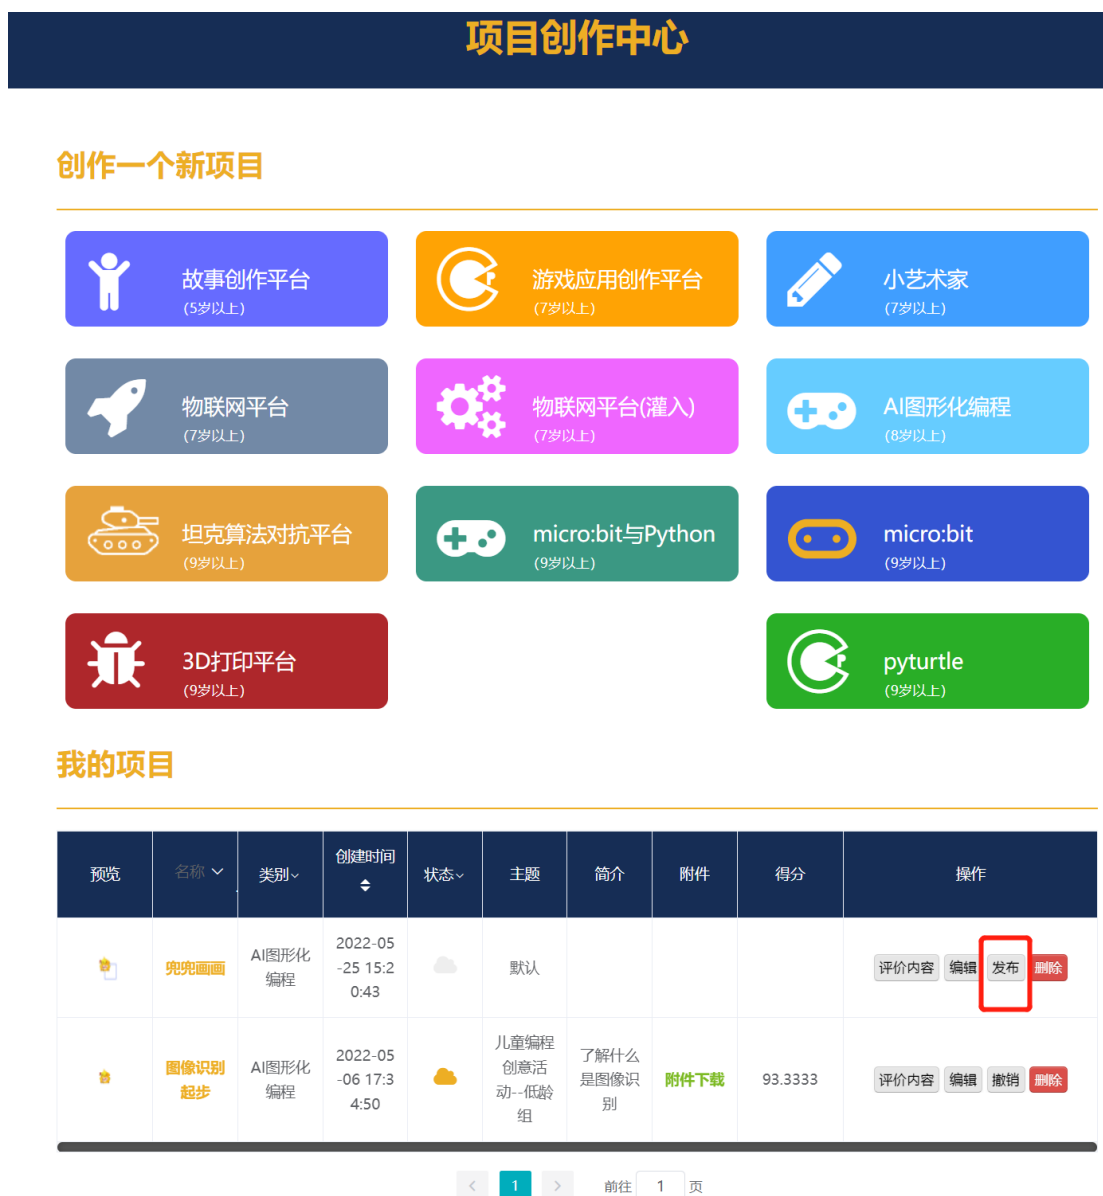 项目创作中心
创作一个新项目
故事创作平台
(5岁以上)
游戏应用创作平台
(7岁以上)
小艺术家
(7岁以上)
物联网平台
(7岁以上)
物联网平台(灌入)
(7岁以上)
AI图形化编程
(8岁以上)
坦克算法对抗平台
(9岁以上)
micro:bit与Python
(9岁以上)
micro:bit
(9岁以上)
3D打印平台
(9岁以上)
pyturtle
(9岁以上)
我的项目
预览
名称
类别
创建时间
状态
主题
简介
附件
得分
操作
兜兜画画
AI图形化
编程
2022-05
-25 15:2
0:43
默认
评价内容 编辑 发布 删除
图像识别
起步
AI图形化
编程
2022-05
-06 17:3
4:50
儿童编程
创意活
动--低龄
组
了解什么
是图像识
别
附件下载
93.3333
评价内容 编辑 撤销 删除
< 1 > 前往 1 页